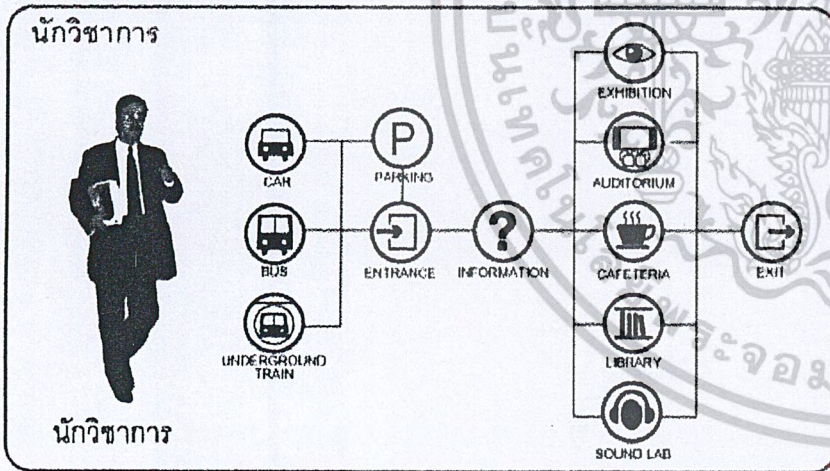 นักวิชาการ
CAR
BUS
UNDERGROUND
TRAIN
P
PARKING
ENTRANCE
?
INFORMATION
EXHIBITION
AUDITORIUM
CAFETERIA
LIBRARY
SOUND LAB
EXIT
นักวิชาการ